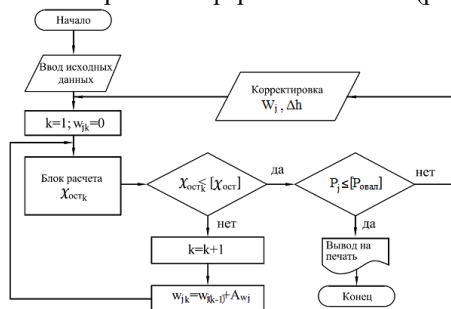 Начало
Ввод исходных
данных
Корректировка
Wⱼ , Δh
k=1; wⱼₖ=0
Блок расчета
χостₖ
χостₖ ≤ [χост]
да
Pⱼ ≤ [Pовал]
нет
нет
да
k=k+1
Вывод на
печать
wⱼₖ=wⱼ(ₖ₋₁)+Awⱼ
Конец